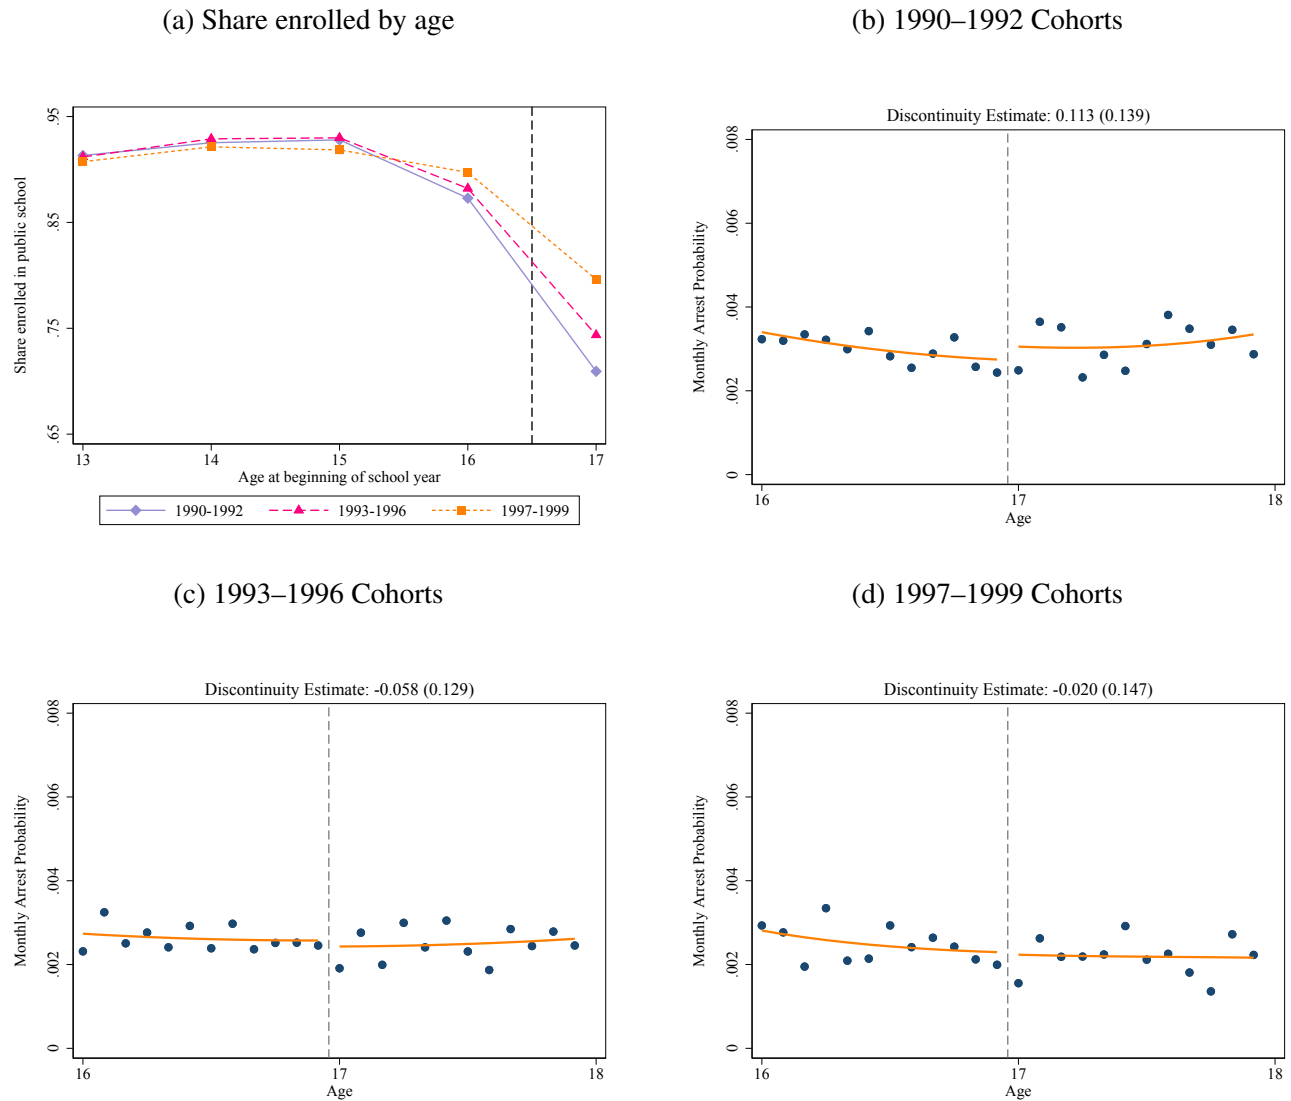 (a) Share enrolled by age
Share enrolled in public school
.95
.85
.75
.65
13 14 15 16 17
Age at beginning of school year
1990-1992 1993-1996 1997-1999
(b) 1990–1992 Cohorts
Discontinuity Estimate: 0.113 (0.139)
Monthly Arrest Probability
.008
.006
.004
.002
0
16 17 18
Age
(c) 1993–1996 Cohorts
Discontinuity Estimate: -0.058 (0.129)
Monthly Arrest Probability
.008
.006
.004
.002
0
16 17 18
Age
(d) 1997–1999 Cohorts
Discontinuity Estimate: -0.020 (0.147)
Monthly Arrest Probability
.008
.006
.004
.002
0
16 17 18
Age